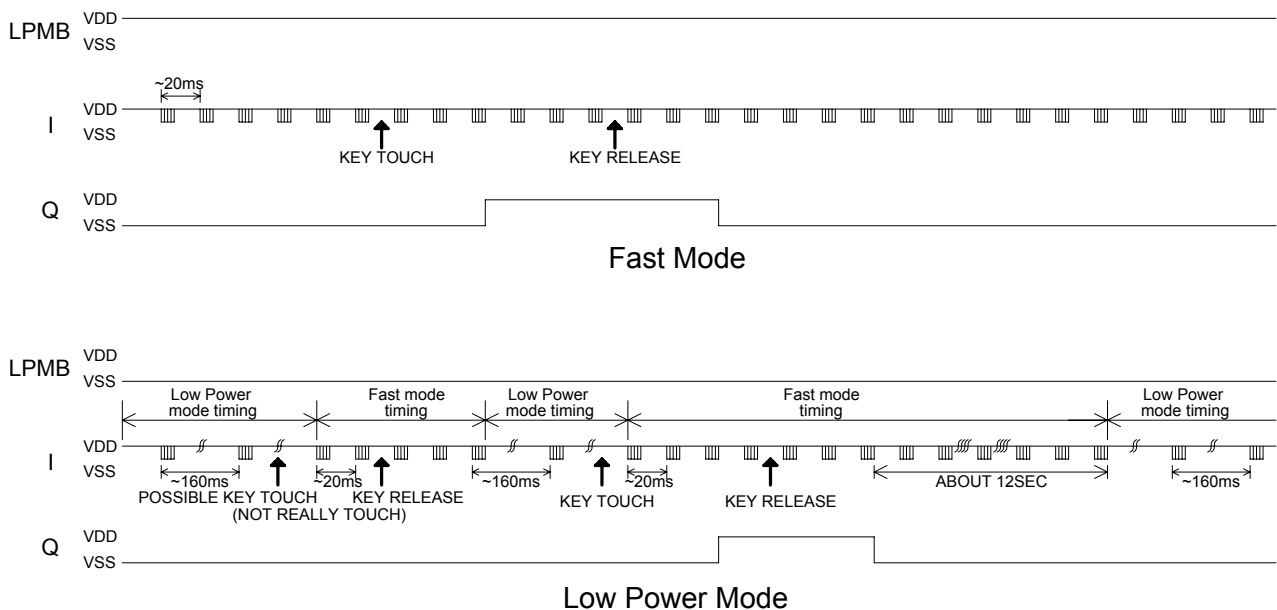 LPMB
VDD
VSS
~20ms
I
VDD
VSS
KEY TOUCH
KEY RELEASE
Q
VDD
VSS
Fast Mode
LPMB
VDD
VSS
Low Power
mode timing
Fast mode
timing
Low Power
mode timing
Fast mode
timing
Low Power
mode timing
I
VDD
VSS
~160ms
POSSIBLE KEY TOUCH
(NOT REALLY TOUCH)
~20ms
KEY RELEASE
~160ms
KEY TOUCH
~20ms
KEY RELEASE
ABOUT 12SEC
~160ms
Q
VDD
VSS
Low Power Mode